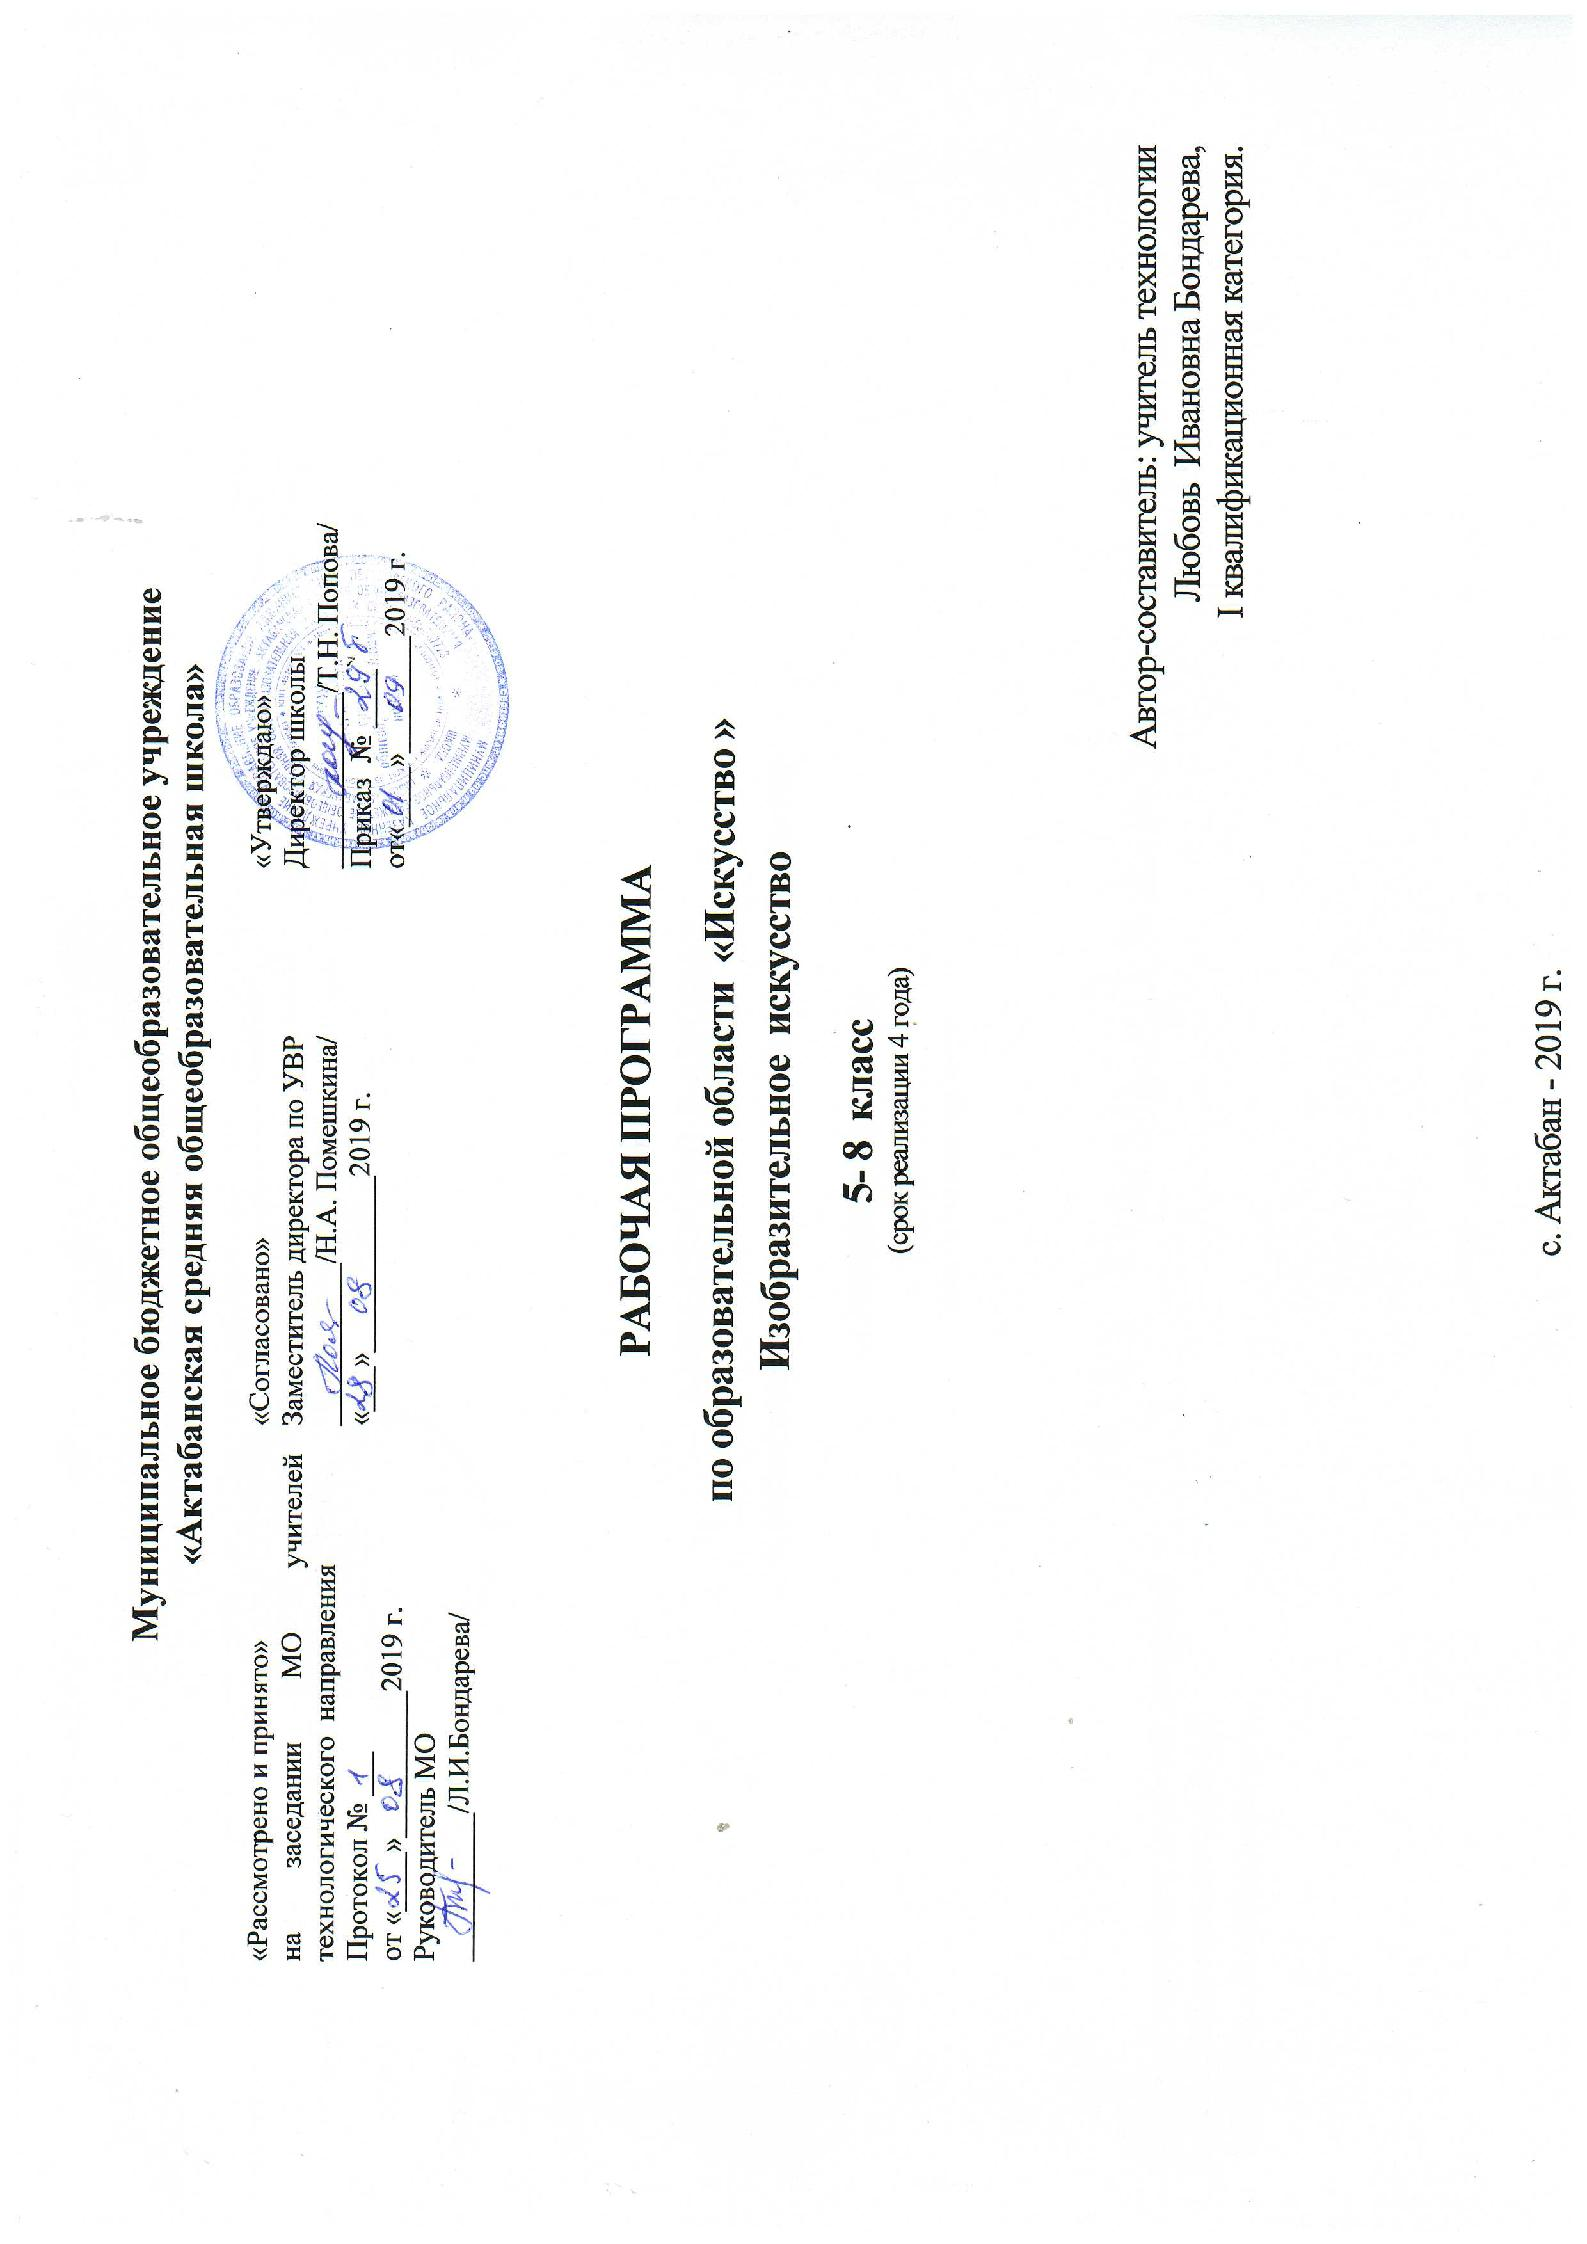 Муниципальное бюджетное общеобразовательное учреждение
«Актабанская средняя общеобразовательная школа»
«Рассмотрено и принято»
на заседании МО учителей
технологического направления
Протокол № 1
от «25» 08 2019 г.
Руководитель МО
/Л.И.Бондарева/
«Согласовано»
Заместитель директора по УВР
/Н.А. Помешкина/
«28» 08 2019 г.
«Утверждаю»
Директор школы
/Т.Н. Попова/
Приказ №
от «01» 09 2019 г.
РАБОЧАЯ ПРОГРАММА
по образовательной области «Искусство »
Изобразительное искусство
5- 8 класс
(срок реализации 4 года)
Автор-составитель: учитель технологии
Любовь Ивановна Бондарева,
I квалификационная категория.
с. Актабан - 2019 г.